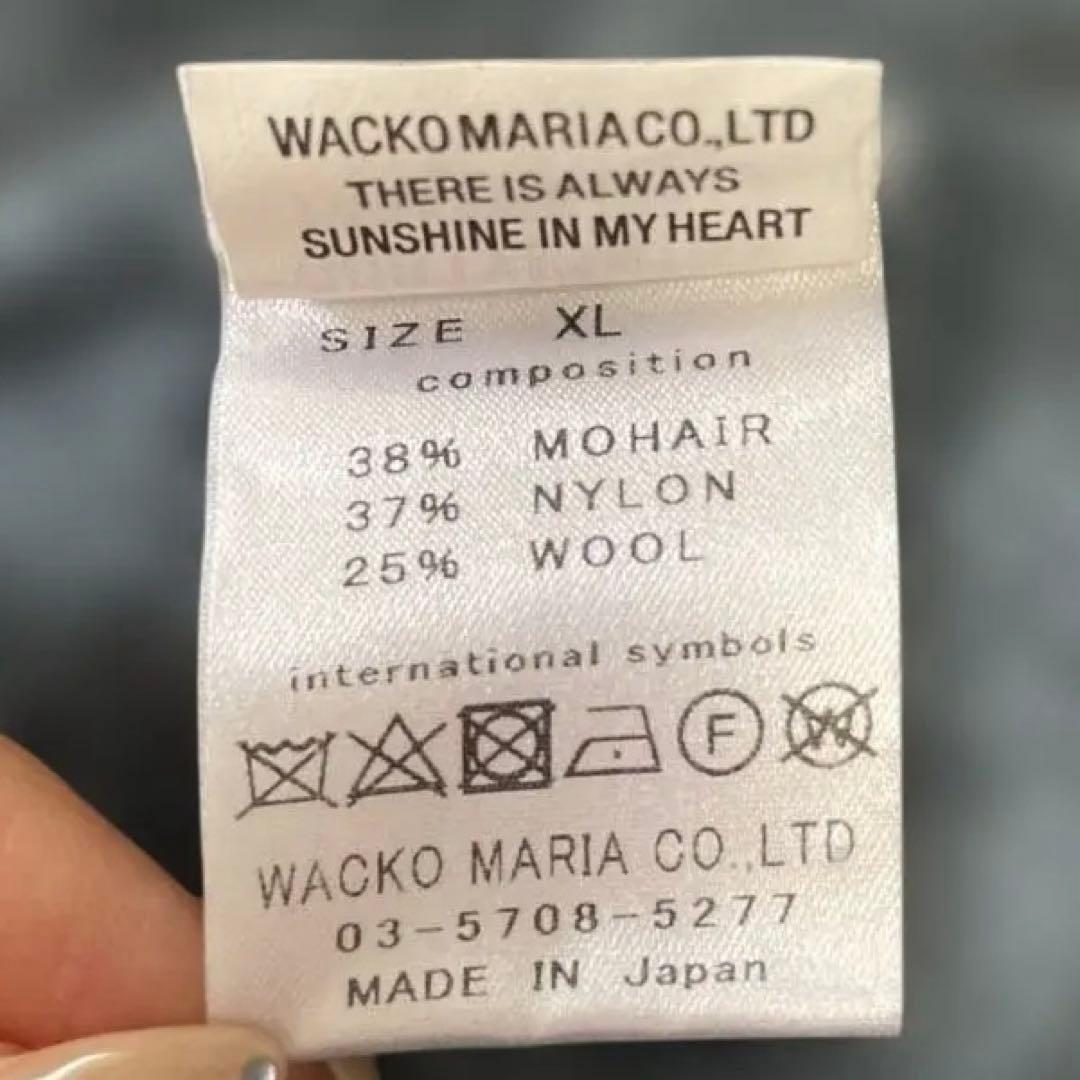 WACKO MARIA CO.,LTD
THERE IS ALWAYS
SUNSHINE IN MY HEART
SIZE XL
composition
38% MOHAIR
37% NYLON
25% WOOL
international symbols
F W
WACKO MARIA CO.,LTD
03-5708-5277
MADE IN Japan